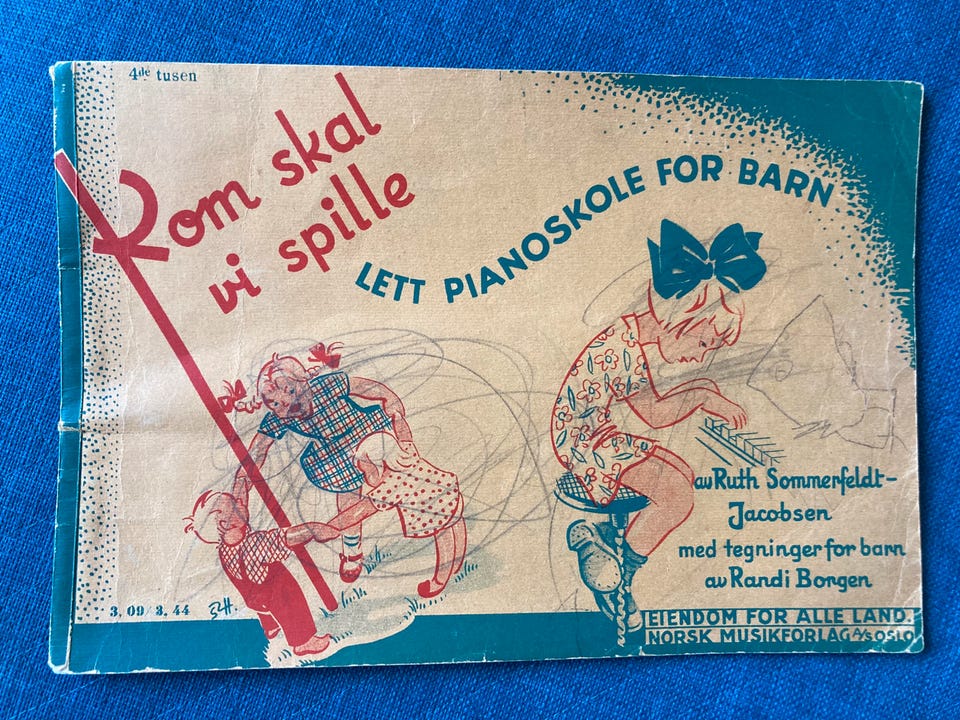 4de tusen
Kom skal
vi spille
LETT PIANOSKOLE FOR BARN
av Ruth Sommerfeldt-
Jacobsen
med tegninger for barn
av Randi Borgen
3, 09 / 3, 44
EIENDOM FOR ALLE LAND.
NORSK MUSIKFORLAG A/S OSLO